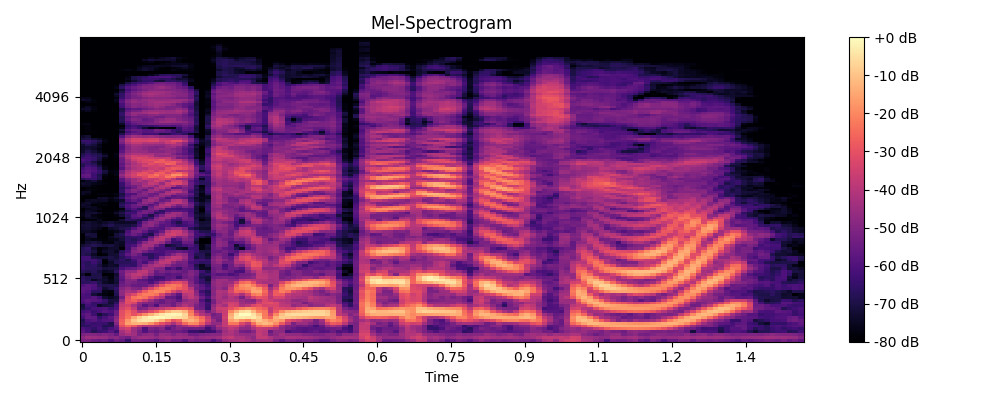 Mel-Spectrogram
Hz
4096
2048
1024
512
0
0 0.15 0.3 0.45 0.6 0.75 0.9 1.1 1.2 1.4
Time
+0 dB
-10 dB
-20 dB
-30 dB
-40 dB
-50 dB
-60 dB
-70 dB
-80 dB